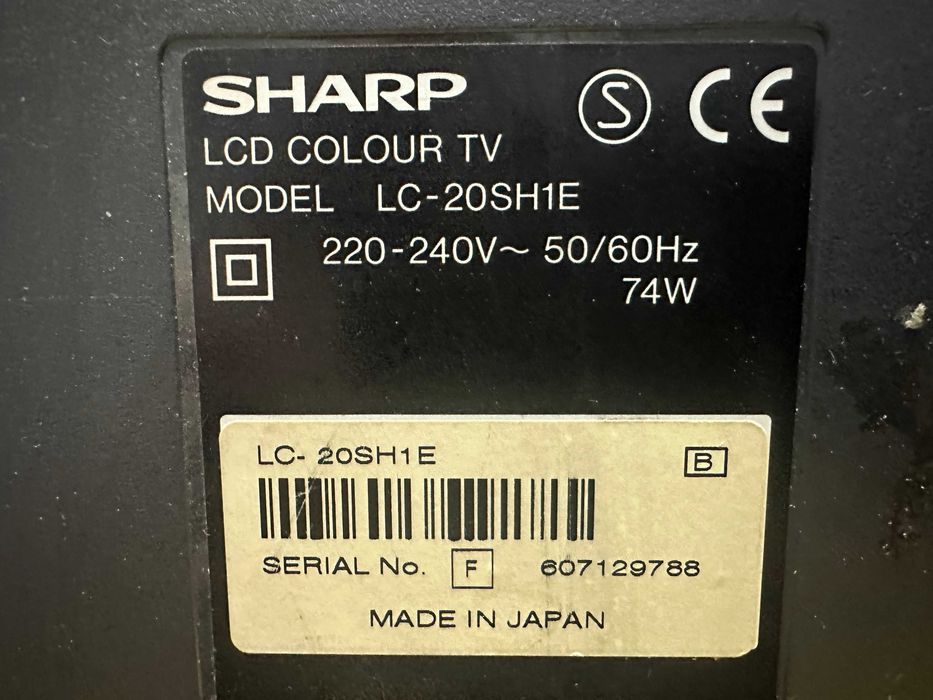 SHARP
Ⓢ CE
LCD COLOUR TV
MODEL LC-20SH1E
220-240V~ 50/60Hz
74W
LC- 20SH1E B
SERIAL No. F 607129788
MADE IN JAPAN